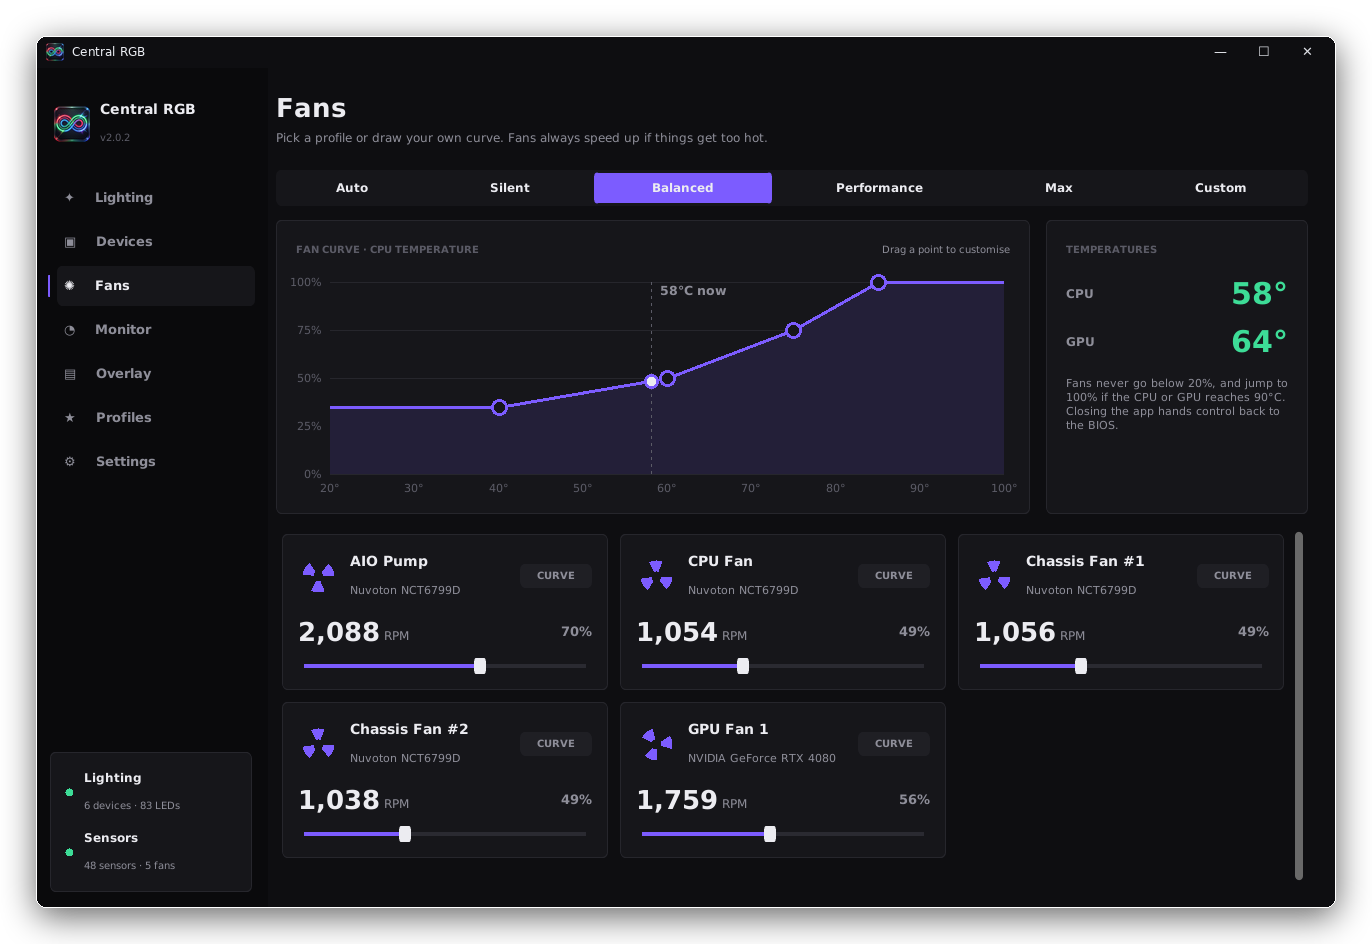 Central RGB
Central RGB
v2.0.2
Lighting
Devices
Fans
Monitor
Overlay
Profiles
Settings
Lighting
6 devices · 83 LEDs
Sensors
48 sensors · 5 fans
Fans
Pick a profile or draw your own curve. Fans always speed up if things get too hot.
Auto Silent Balanced Performance Max Custom
FAN CURVE · CPU TEMPERATURE
Drag a point to customise
100%
75%
50%
25%
0%
58°C now
20° 30° 40° 50° 60° 70° 80° 90° 100°
TEMPERATURES
CPU 58°
GPU 64°
Fans never go below 20%, and jump to
100% if the CPU or GPU reaches 90°C.
Closing the app hands control back to
the BIOS.
AIO Pump
Nuvoton NCT6799D
CURVE
2,088 RPM 70%
CPU Fan
Nuvoton NCT6799D
CURVE
1,054 RPM 49%
Chassis Fan #1
Nuvoton NCT6799D
CURVE
1,056 RPM 49%
Chassis Fan #2
Nuvoton NCT6799D
CURVE
1,038 RPM 49%
GPU Fan 1
NVIDIA GeForce RTX 4080
CURVE
1,759 RPM 56%